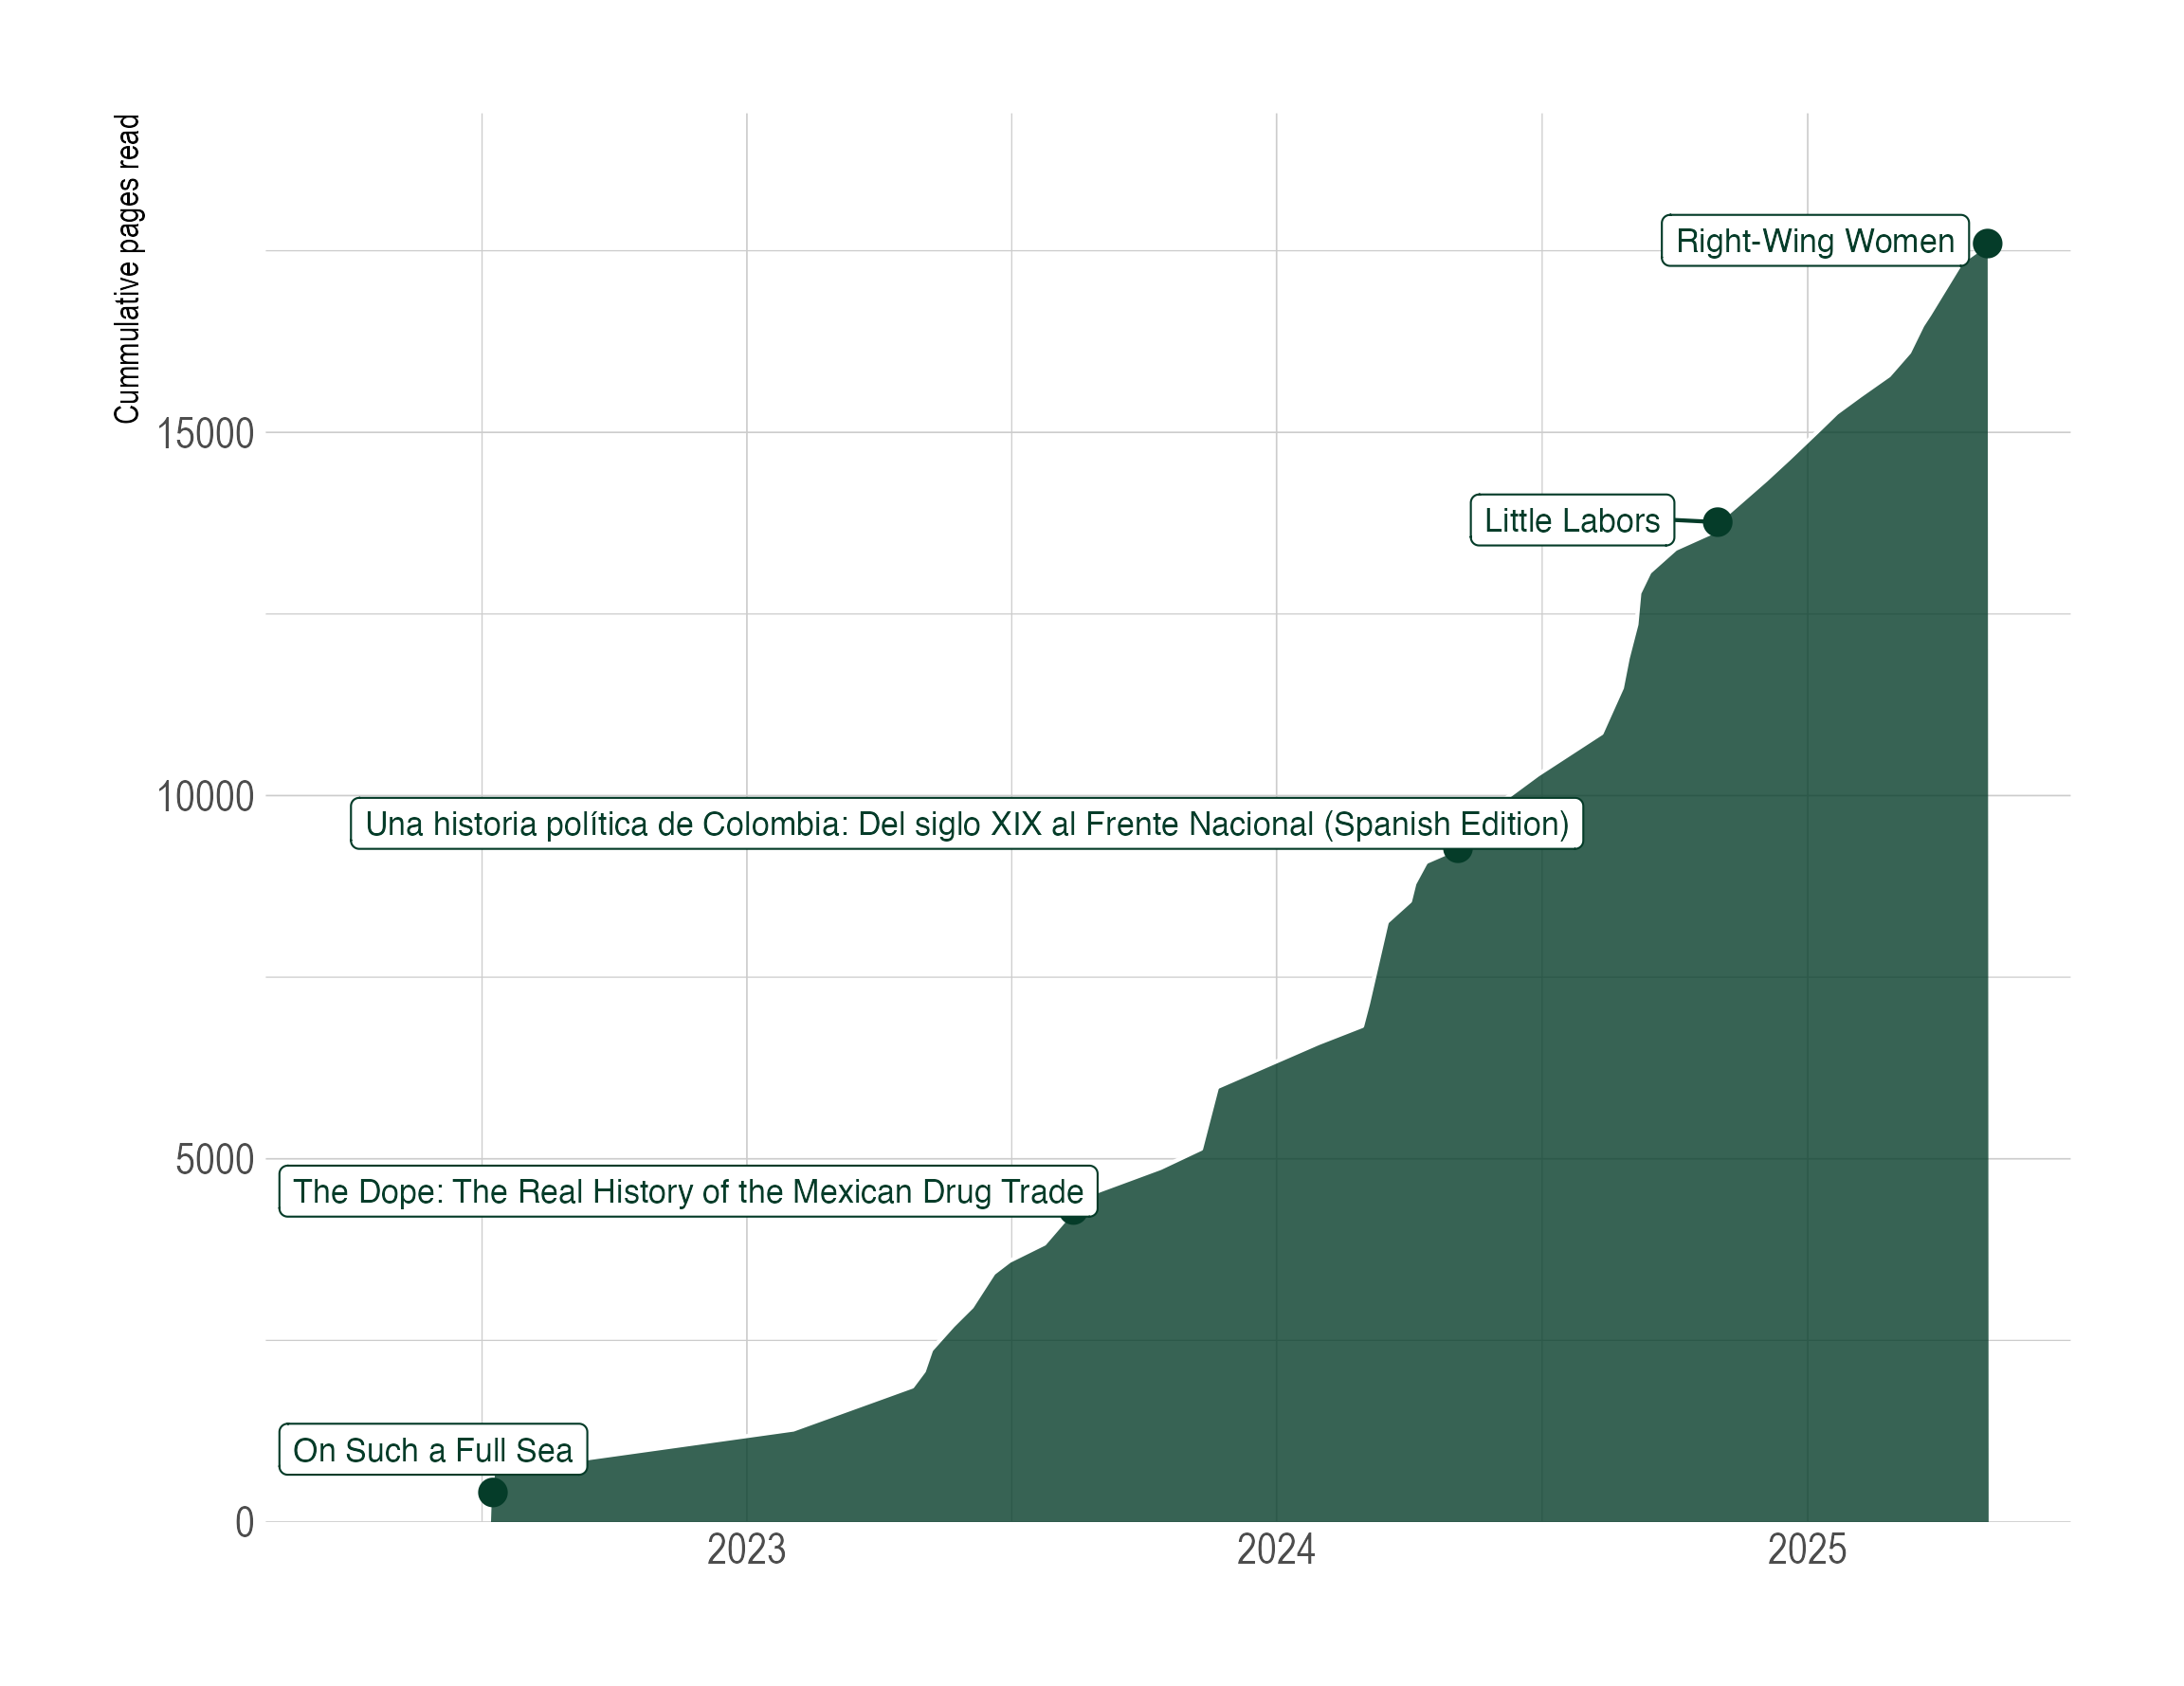 Cummulative pages read
Right-Wing Women
15000
Little Labors
10000
Una historia política de Colombia: Del siglo XIX al Frente Nacional (Spanish Edition)
5000
The Dope: The Real History of the Mexican Drug Trade
On Such a Full Sea
0
2023
2024
2025